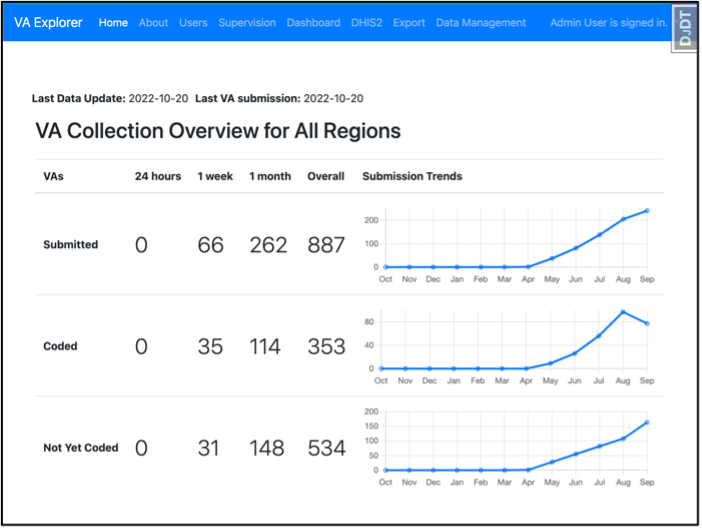 VA Explorer Home About Users Supervision Dashboard DHIS2 Export Data Management Admin User is signed in.
DJDT
Last Data Update: 2022-10-20 Last VA submission: 2022-10-20
VA Collection Overview for All Regions
VAs 24 hours 1 week 1 month Overall Submission Trends
Submitted 0 66 262 887
200
100
0
Oct Nov Dec Jan Feb Mar Apr May Jun Jul Aug Sep
Coded 0 35 114 353
80
40
0
Oct Nov Dec Jan Feb Mar Apr May Jun Jul Aug Sep
Not Yet Coded 0 31 148 534
200
150
100
50
0
Oct Nov Dec Jan Feb Mar Apr May Jun Jul Aug Sep